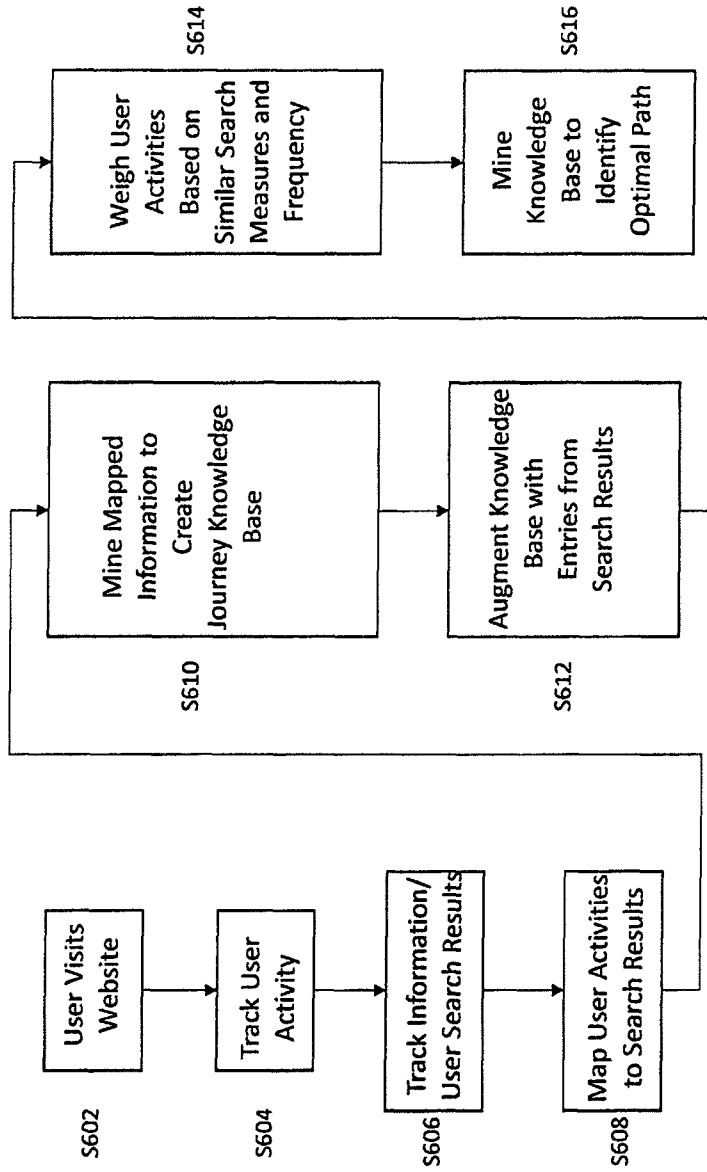 S602
User Visits
Website
S604
Track User
Activity
S606
Track Information/
User Search Results
S608
Map User Activities
to Search Results
S610
Mine Mapped
Information to
Create
Journey Knowledge
Base
S612
Augment Knowledge
Base with
Entries from
Search Results
S614
Weigh User
Activities
Based on
Similar Search
Measures and
Frequency
S616
Mine
Knowledge
Base to
Identify
Optimal Path